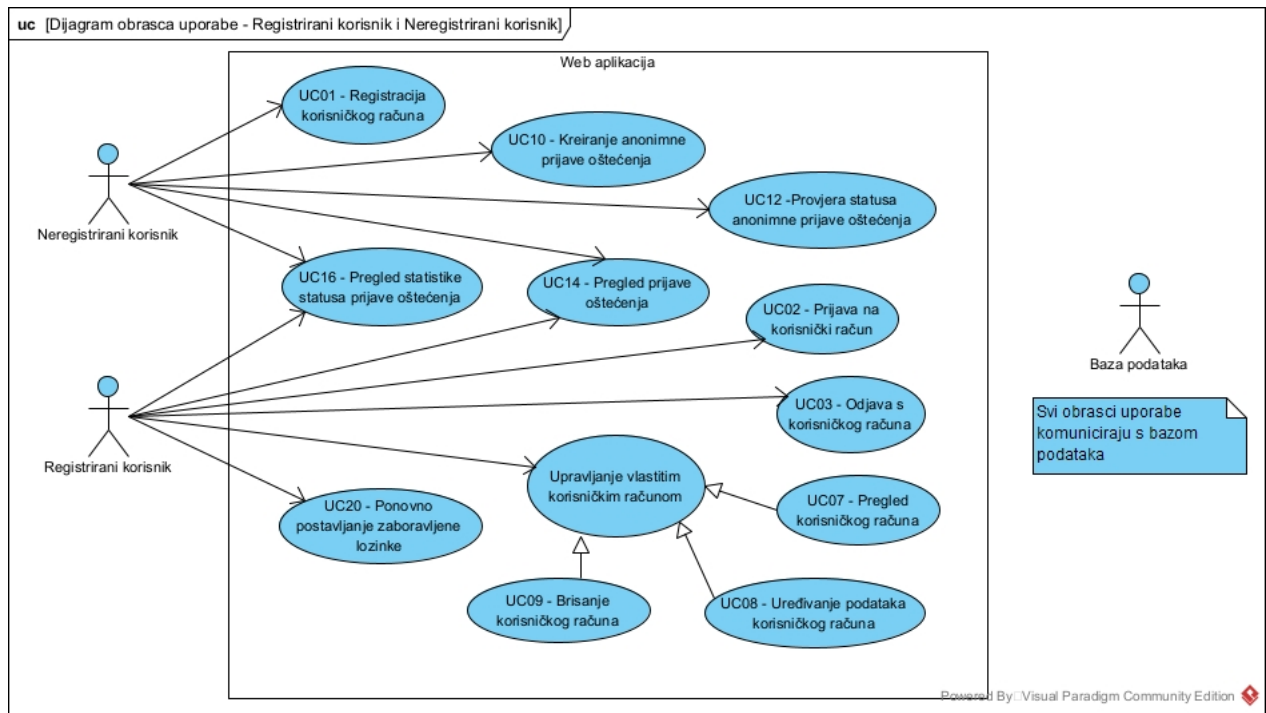 uc [Dijagram obrasca uporabe - Registrirani korisnik i Neregistrirani korisnik]
Web aplikacija
UC01 - Registracija
korisničkog računa
UC10 - Kreiranje anonimne
prijave oštećenja
UC12 -Provjera statusa
anonimne prijave oštećenja
Neregistrirani korisnik
UC16 - Pregled statistike
statusa prijave oštećenja
UC14 - Pregled prijave
oštećenja
UC02 - Prijava na
korisnički račun
Baza podataka
UC03 - Odjava s
korisničkog računa
Svi obrasci uporabe
komuniciraju s bazom
podataka
Registrirani korisnik
Upravljanje vlastitim
korisničkim računom
UC07 - Pregled
korisničkog računa
UC20 - Ponovno
postavljanje zaboravljene
lozinke
UC09 - Brisanje
korisničkog računa
UC08 - Uređivanje podataka
korisničkog računa
Powered By Visual Paradigm Community Edition